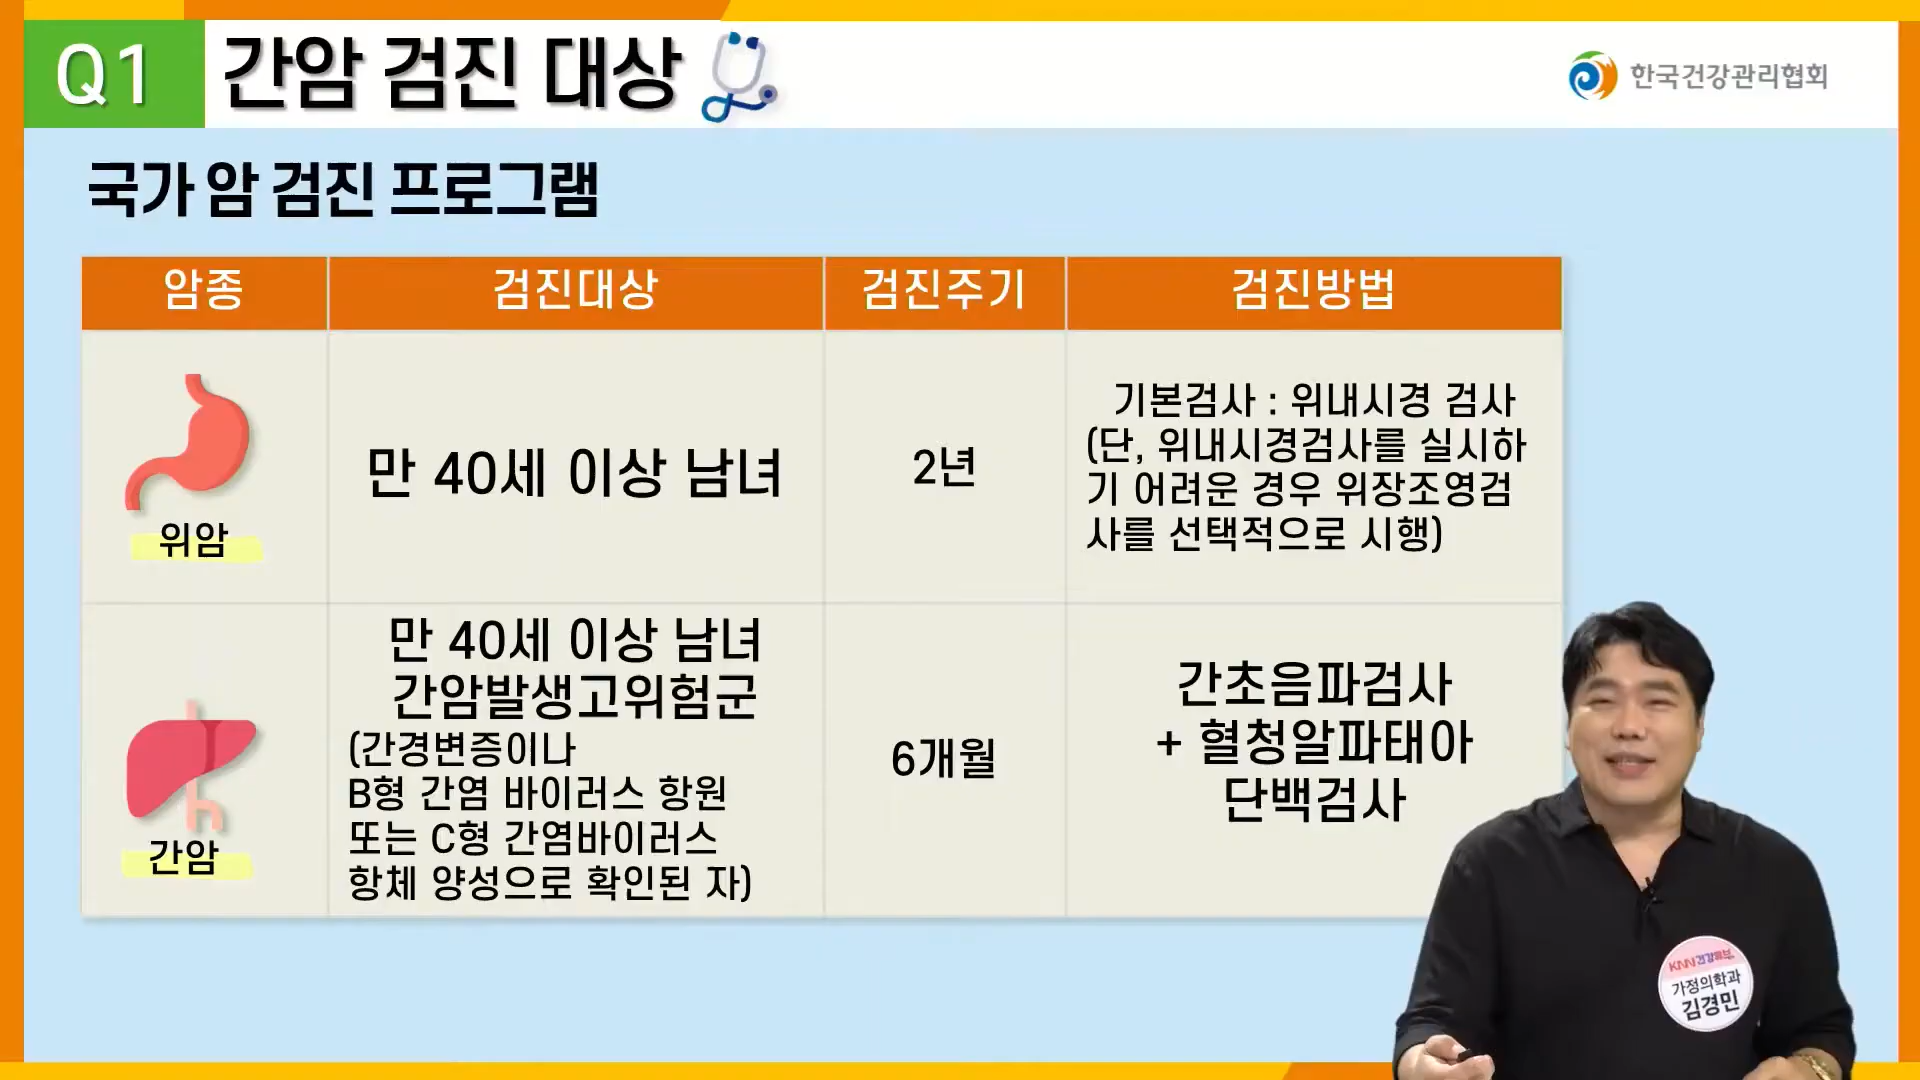 Q1 간암 검진 대상
한국건강관리협회
국가 암 검진 프로그램
암종
검진대상
검진주기
검진방법
위암
만 40세 이상 남녀
2년
기본검사 : 위내시경 검사
(단, 위내시경검사를 실시하
기 어려운 경우 위장조영검
사를 선택적으로 시행)
간암
만 40세 이상 남녀
간암발생고위험군
(간경변증이나
B형 간염 바이러스 항원
또는 C형 간염바이러스
항체 양성으로 확인된 자)
6개월
간초음파검사
+ 혈청알파태아
단백검사
KNN건강튜브
가정의학과
김경민